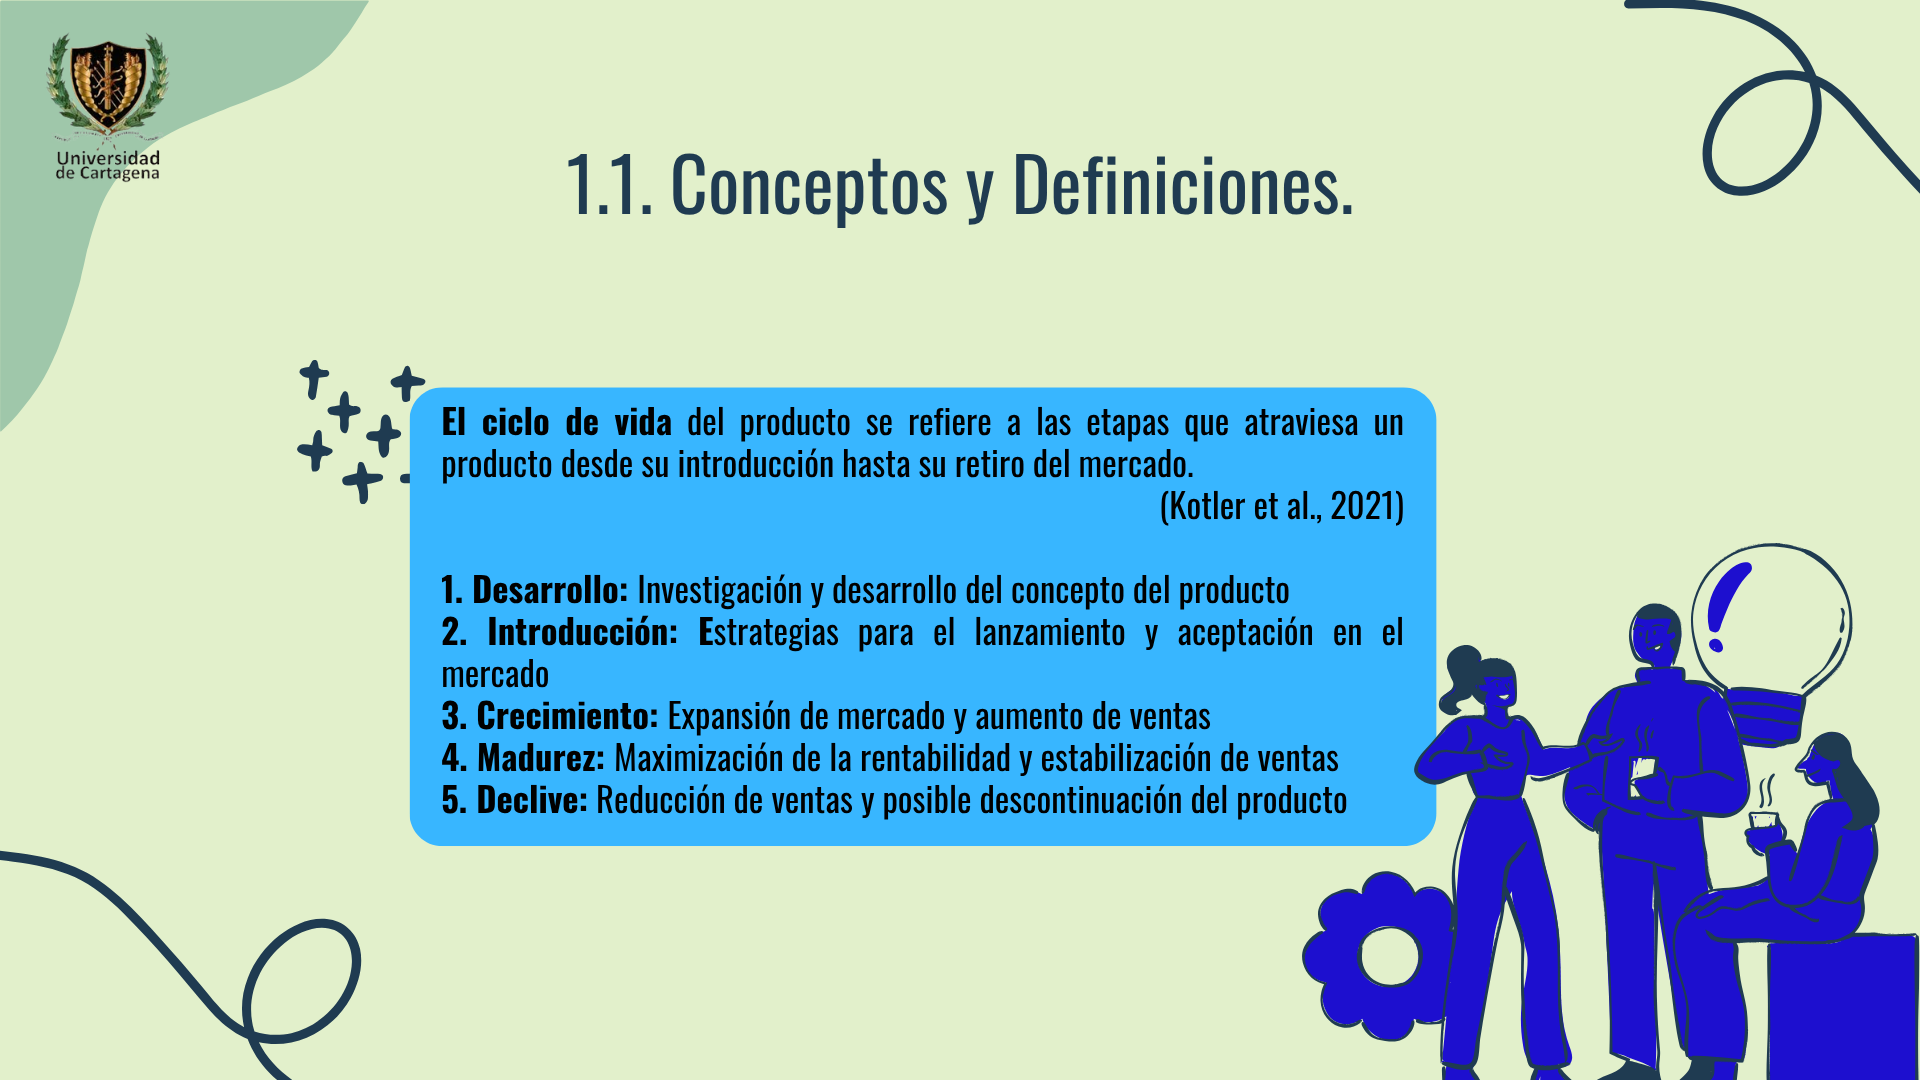 Universidad
de Cartagena
1.1. Conceptos y Definiciones.
El ciclo de vida del producto se refiere a las etapas que atraviesa un
producto desde su introducción hasta su retiro del mercado.
(Kotler et al., 2021)
1. Desarrollo: Investigación y desarrollo del concepto del producto
2. Introducción: Estrategias para el lanzamiento y aceptación en el
mercado
3. Crecimiento: Expansión de mercado y aumento de ventas
4. Madurez: Maximización de la rentabilidad y estabilización de ventas
5. Declive: Reducción de ventas y posible descontinuación del producto